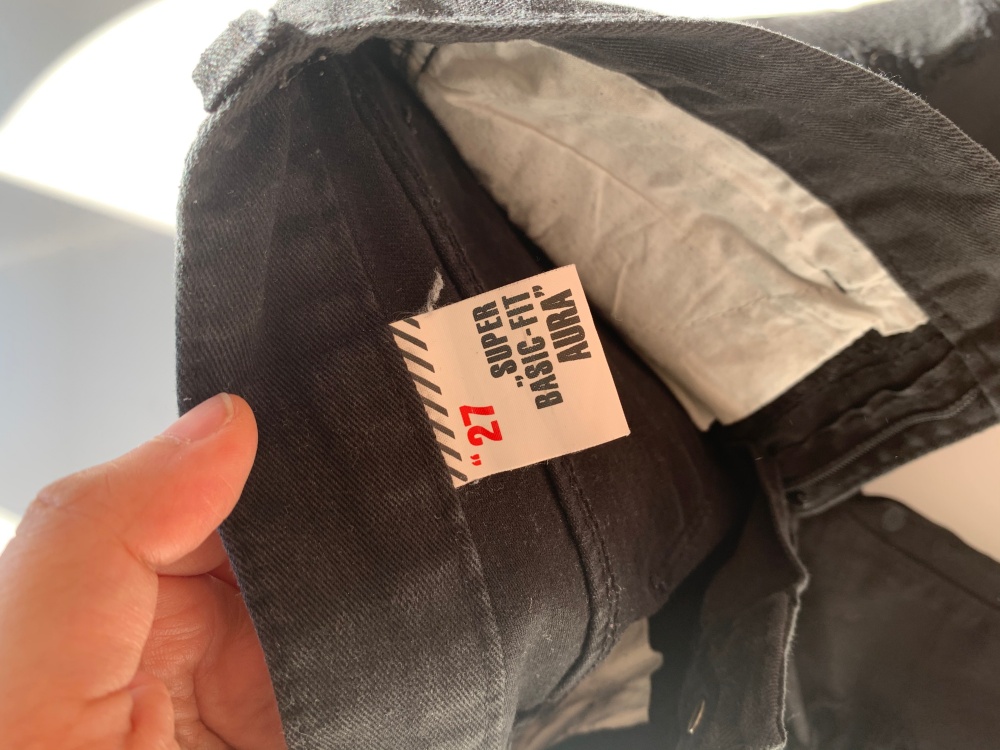 SUPER
"BASIC-FIT"
AURA
"27